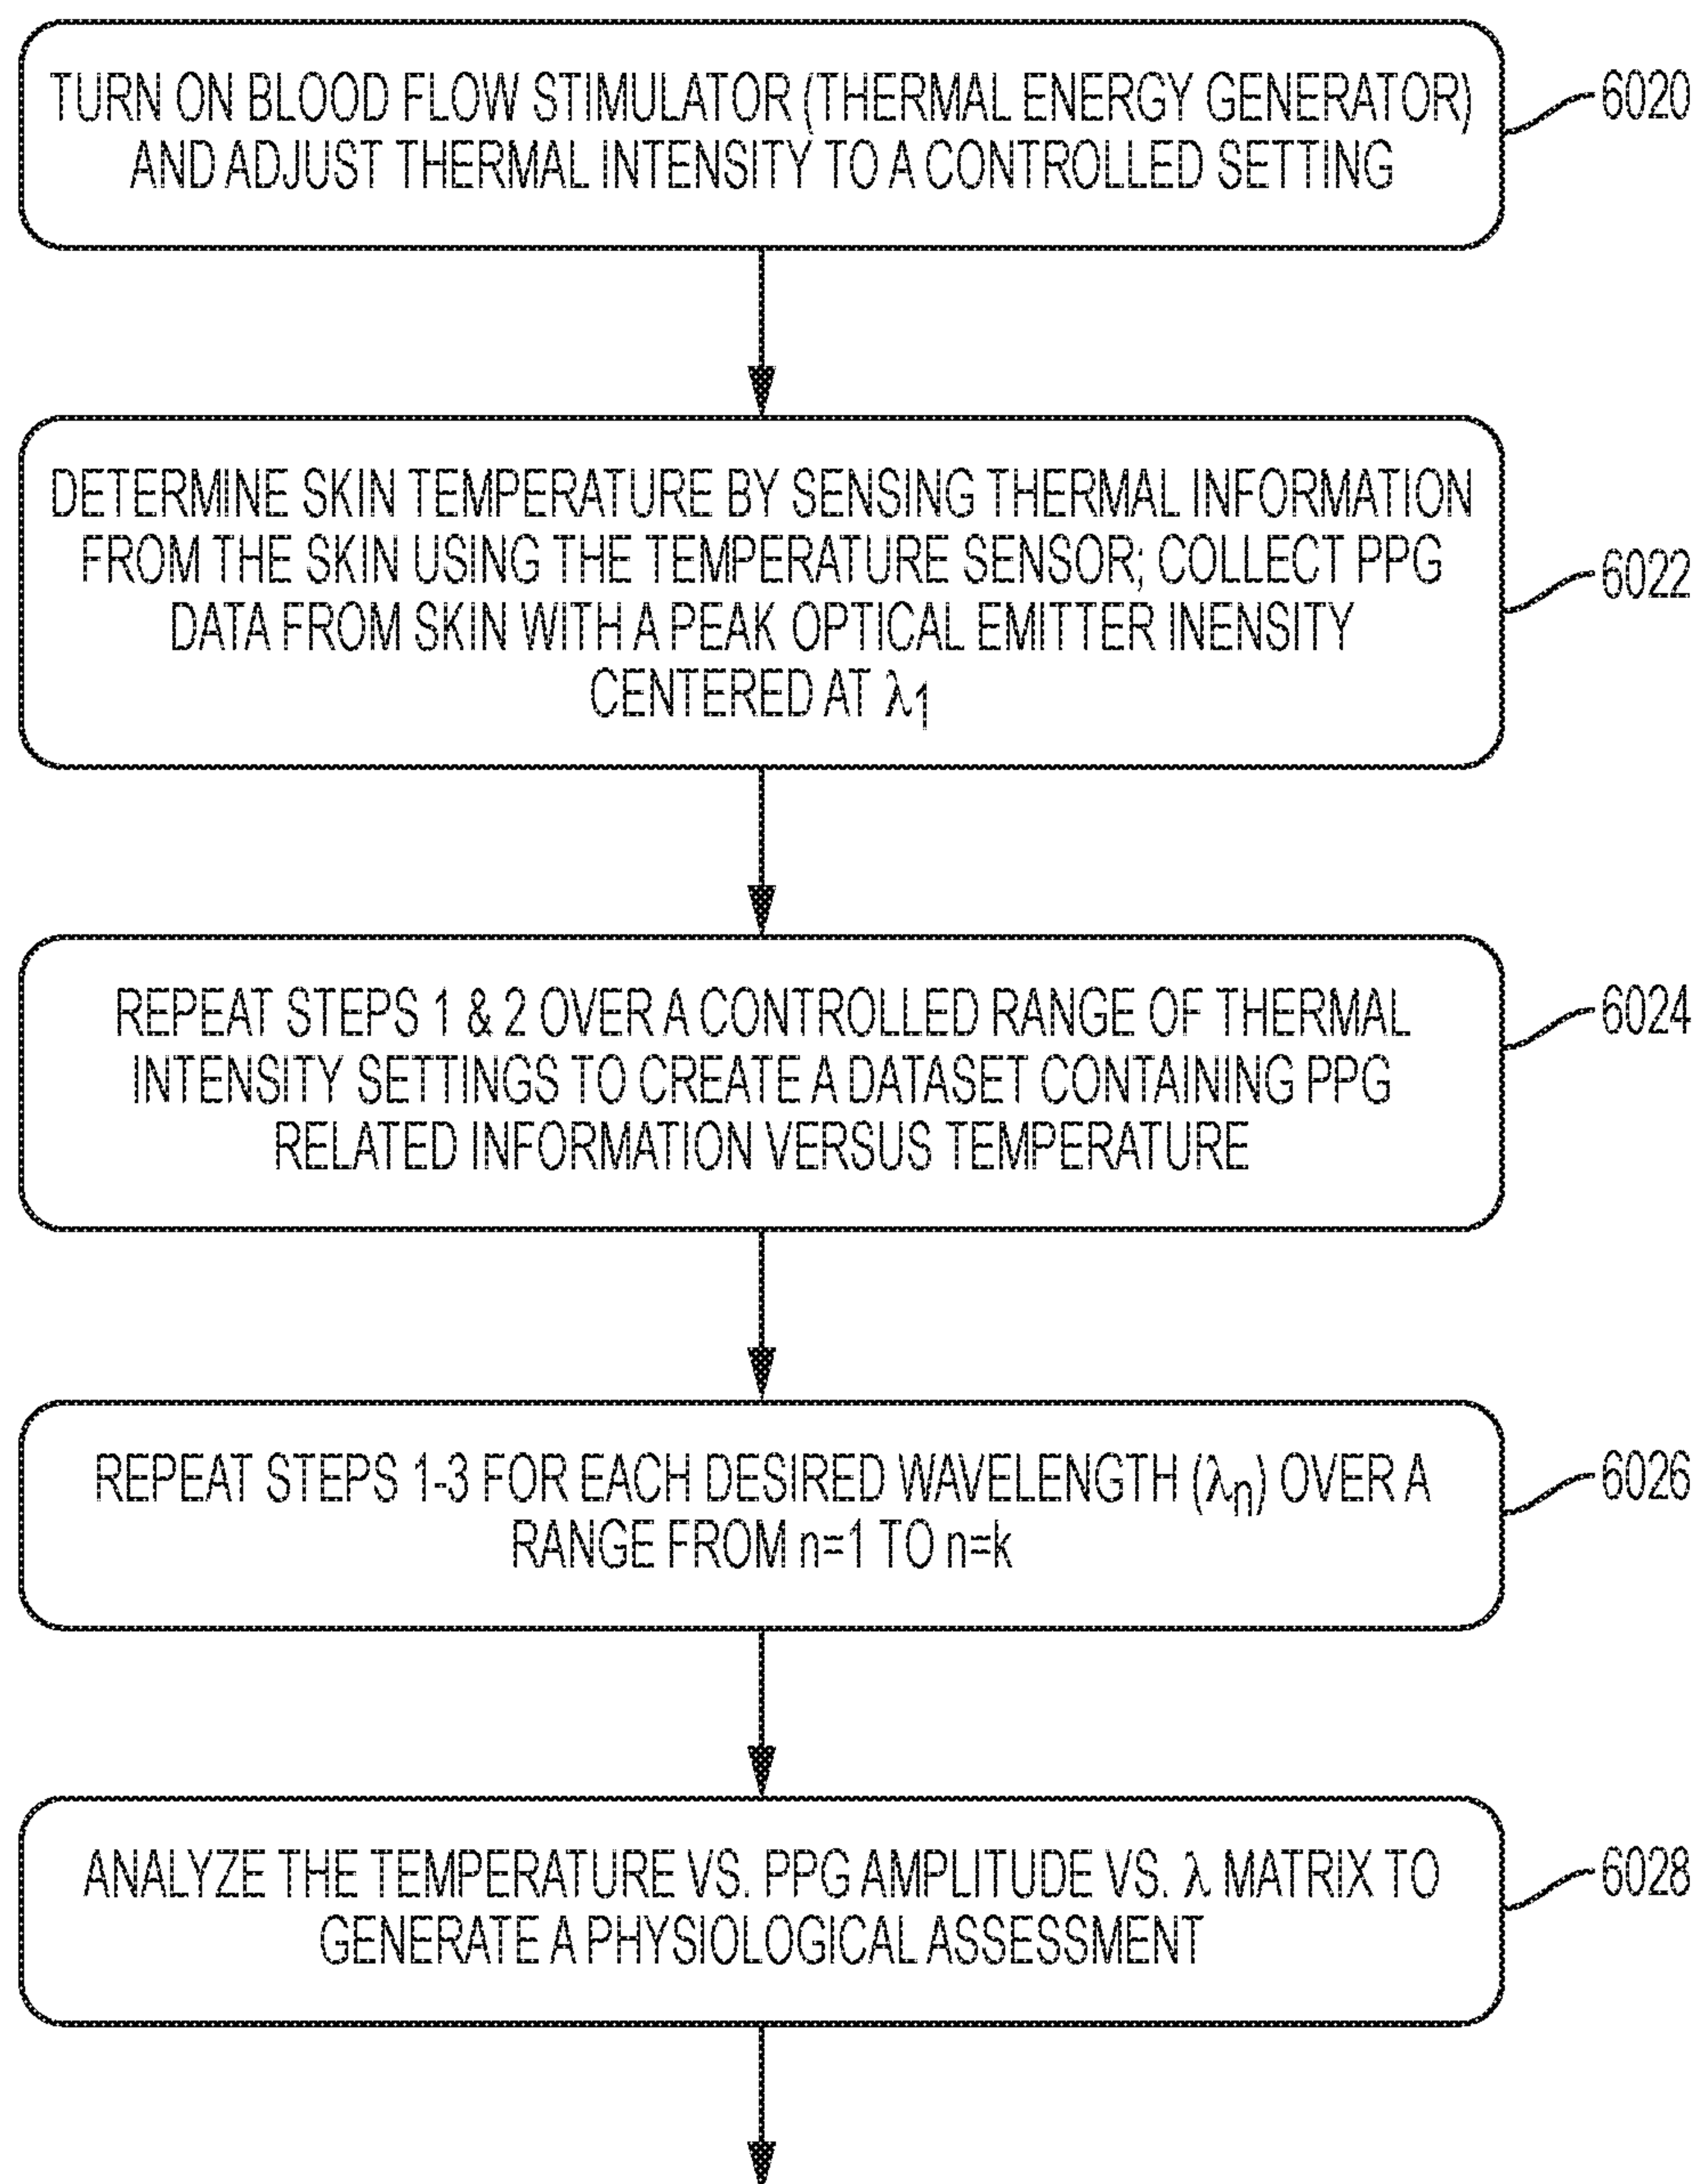 TURN ON BLOOD FLOW STIMULATOR (THERMAL ENERGY GENERATOR)
AND ADJUST THERMAL INTENSITY TO A CONTROLLED SETTING
6020
DETERMINE SKIN TEMPERATURE BY SENSING THERMAL INFORMATION
FROM THE SKIN USING THE TEMPERATURE SENSOR; COLLECT PPG
DATA FROM SKIN WITH A PEAK OPTICAL EMITTER INENSITY
CENTERED AT λ1
6022
REPEAT STEPS 1 & 2 OVER A CONTROLLED RANGE OF THERMAL
INTENSITY SETTINGS TO CREATE A DATASET CONTAINING PPG
RELATED INFORMATION VERSUS TEMPERATURE
6024
REPEAT STEPS 1-3 FOR EACH DESIRED WAVELENGTH (λn) OVER A
RANGE FROM n=1 TO n=k
6026
ANALYZE THE TEMPERATURE VS. PPG AMPLITUDE VS. λ MATRIX TO
GENERATE A PHYSIOLOGICAL ASSESSMENT
6028